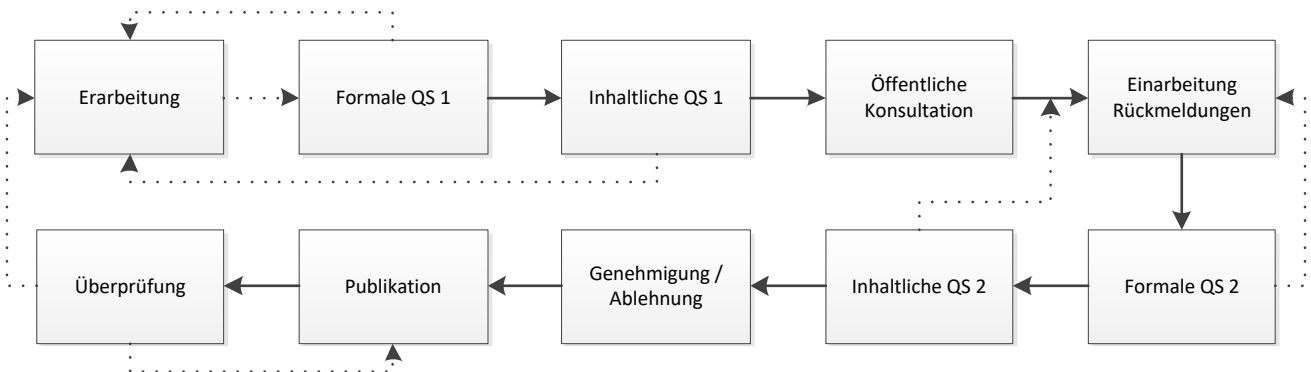 Erarbeitung
Formale QS 1
Inhaltliche QS 1
Öffentliche
Konsultation
Einarbeitung
Rückmeldungen
Überprüfung
Publikation
Genehmigung /
Ablehnung
Inhaltliche QS 2
Formale QS 2